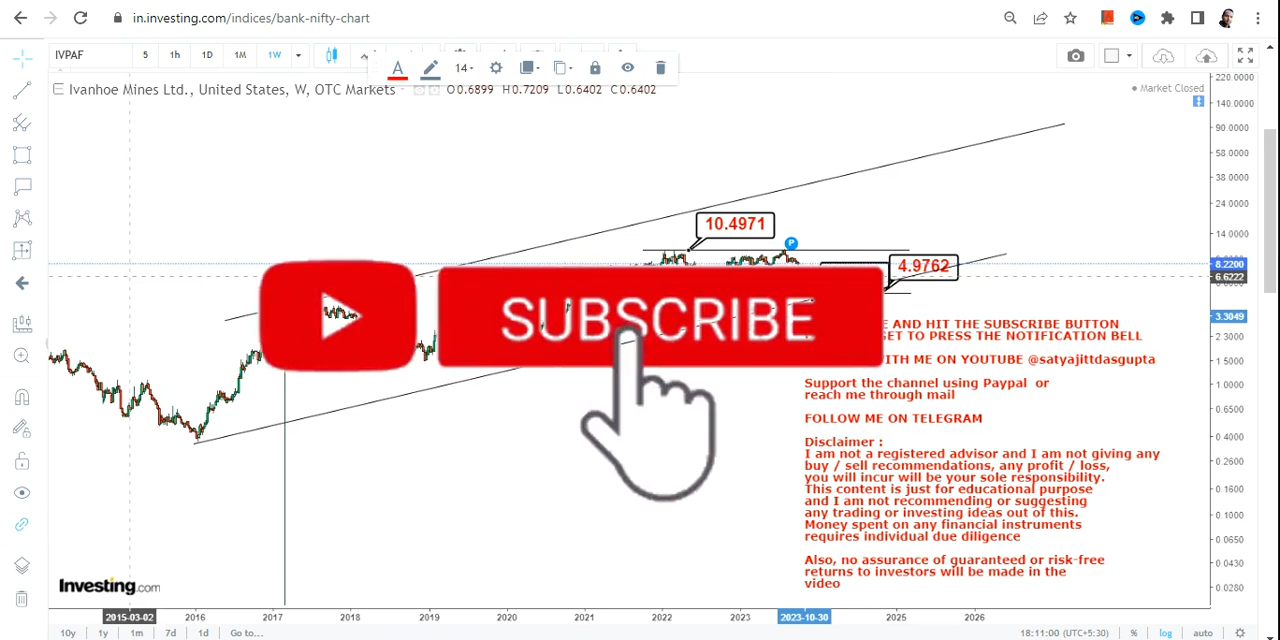 in.investing.com/indices/bank-nifty-chart
IVPAF 5 1h 1D 1M 1W
14
Ivanhoe Mines Ltd., United States, W, OTC Markets O0.6899 H0.7209 L0.6402 C0.6402
Market Closed
220.0000
140.0000
90.0000
58.0000
38.0000
24.0000
14.0000
8.2200
6.6222
3.3049
2.3000
1.5000
1.0000
0.6500
0.4000
0.2600
0.1600
0.1000
0.0650
0.0430
0.0280
10.4971
P
4.9762
SUBSCRIBE
E AND HIT THE SUBSCRIBE BUTTON
GET TO PRESS THE NOTIFICATION BELL
ITH ME ON YOUTUBE @satyajittdasgupta
Support the channel using Paypal or
reach me through mail
FOLLOW ME ON TELEGRAM
Disclaimer :
I am not a registered advisor and I am not giving any
buy / sell recommendations, any profit / loss,
you will incur will be your sole responsibility.
This content is just for educational purpose
and I am not recommending or suggesting
any trading or investing ideas out of this.
Money spent on any financial instruments
requires individual due diligence
Also, no assurance of guaranteed or risk-free
returns to investors will be made in the
video
Investing.com
2015-03-02 2016 2017 2018 2019 2020 2021 2022 2023 2023-10-30 2025 2026
10y 1y 1m 7d 1d Go to... 18:11:00 (UTC+5:30) % log auto